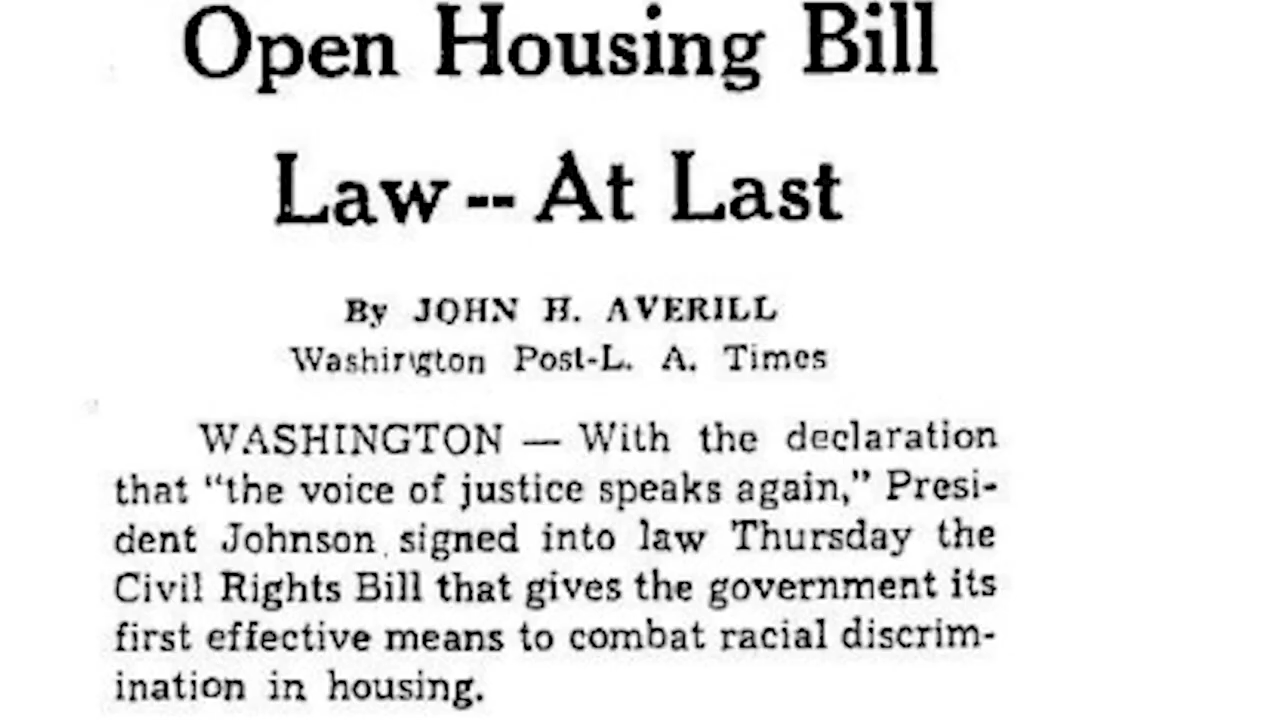 Open Housing Bill
Law -- At Last
By JOHN H. AVERILL
Washington Post-L. A. Times
WASHINGTON — With the declaration
that “the voice of justice speaks again,” Presi-
dent Johnson signed into law Thursday the
Civil Rights Bill that gives the government its
first effective means to combat racial discrim-
ination in housing.